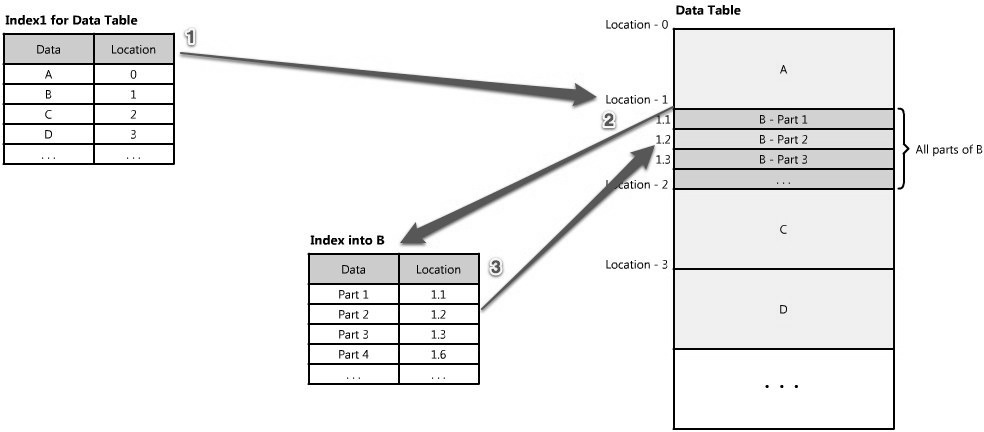 Index1 for Data Table
Data Location
A 0
B 1
C 2
D 3
. . . . . .
1
Data Table
Location - 0
A
Location - 1
2
1.1 B - Part 1
1.2 B - Part 2
1.3 B - Part 3
. . .
All parts of B
Location - 2
C
Location - 3
D
. . .
Index into B
Data Location
Part 1 1.1
Part 2 1.2
Part 3 1.3
Part 4 1.6
. . . . . .
3